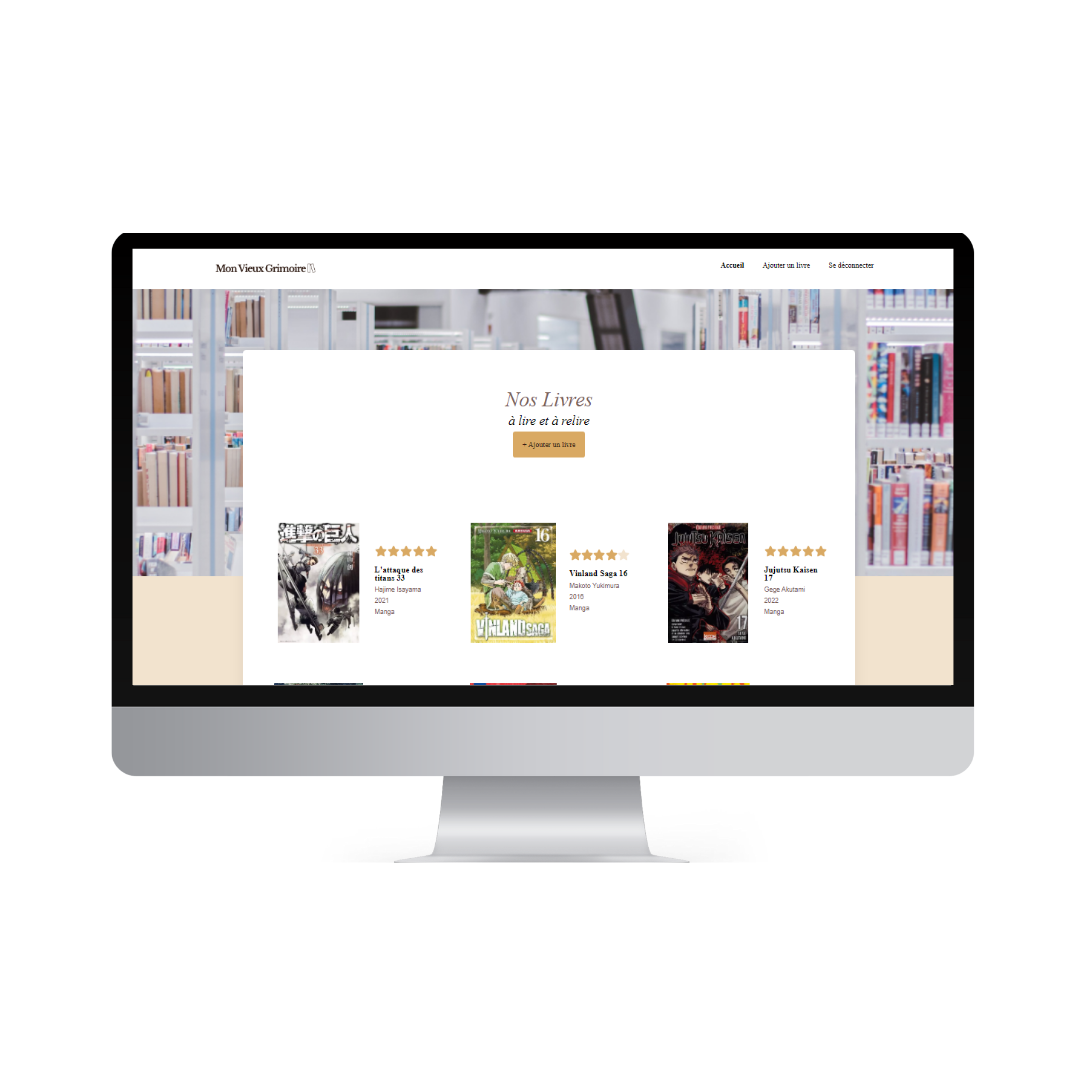 Mon Vieux Grimoire
Accueil
Ajouter un livre
Se déconnecter
Nos Livres
à lire et à relire
+ Ajouter un livre
進撃の巨人
33
L'attaque des
titans 33
Hajime Isayama
2021
Manga
16
VINLAND SAGA
Vinland Saga 16
Makoto Yukimura
2016
Manga
JUJUTSU KAISEN
17
Jujutsu Kaisen
17
Gege Akutami
2022
Manga